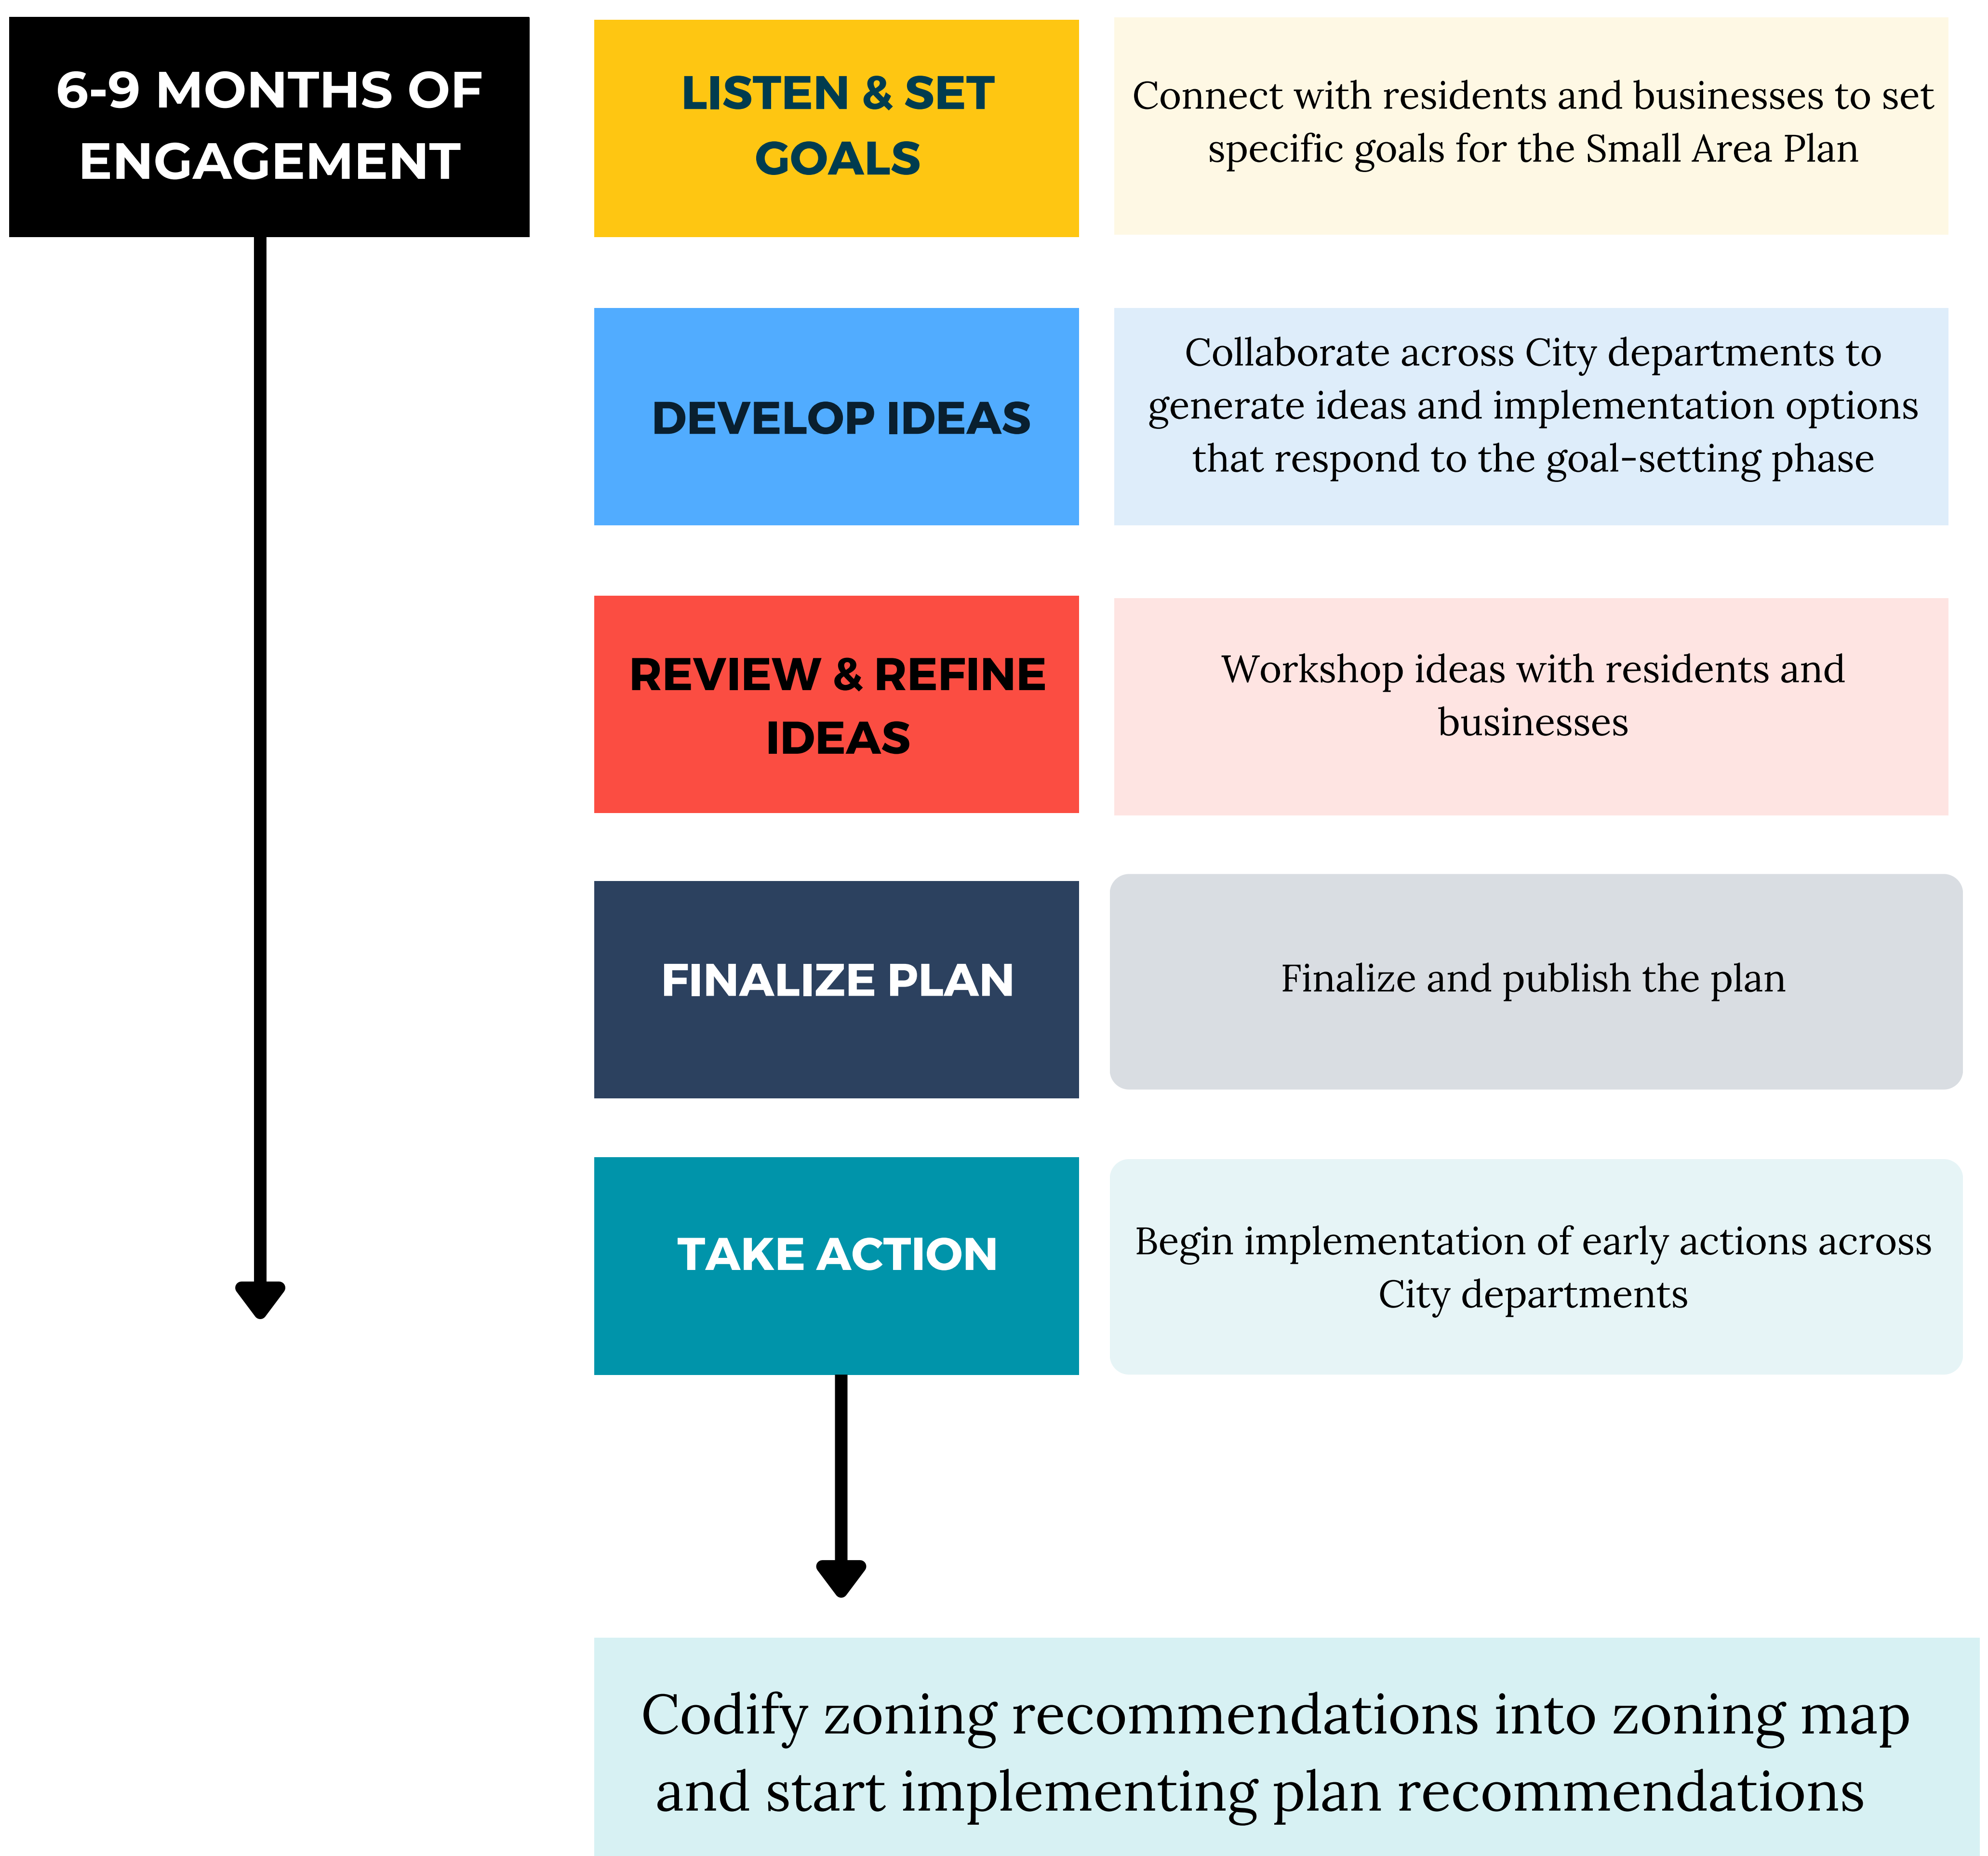 6-9 MONTHS OF
ENGAGEMENT
LISTEN & SET
GOALS
Connect with residents and businesses to set
specific goals for the Small Area Plan
DEVELOP IDEAS
Collaborate across City departments to
generate ideas and implementation options
that respond to the goal-setting phase
REVIEW & REFINE
IDEAS
Workshop ideas with residents and
businesses
FINALIZE PLAN
Finalize and publish the plan
TAKE ACTION
Begin implementation of early actions across
City departments
Codify zoning recommendations into zoning map
and start implementing plan recommendations